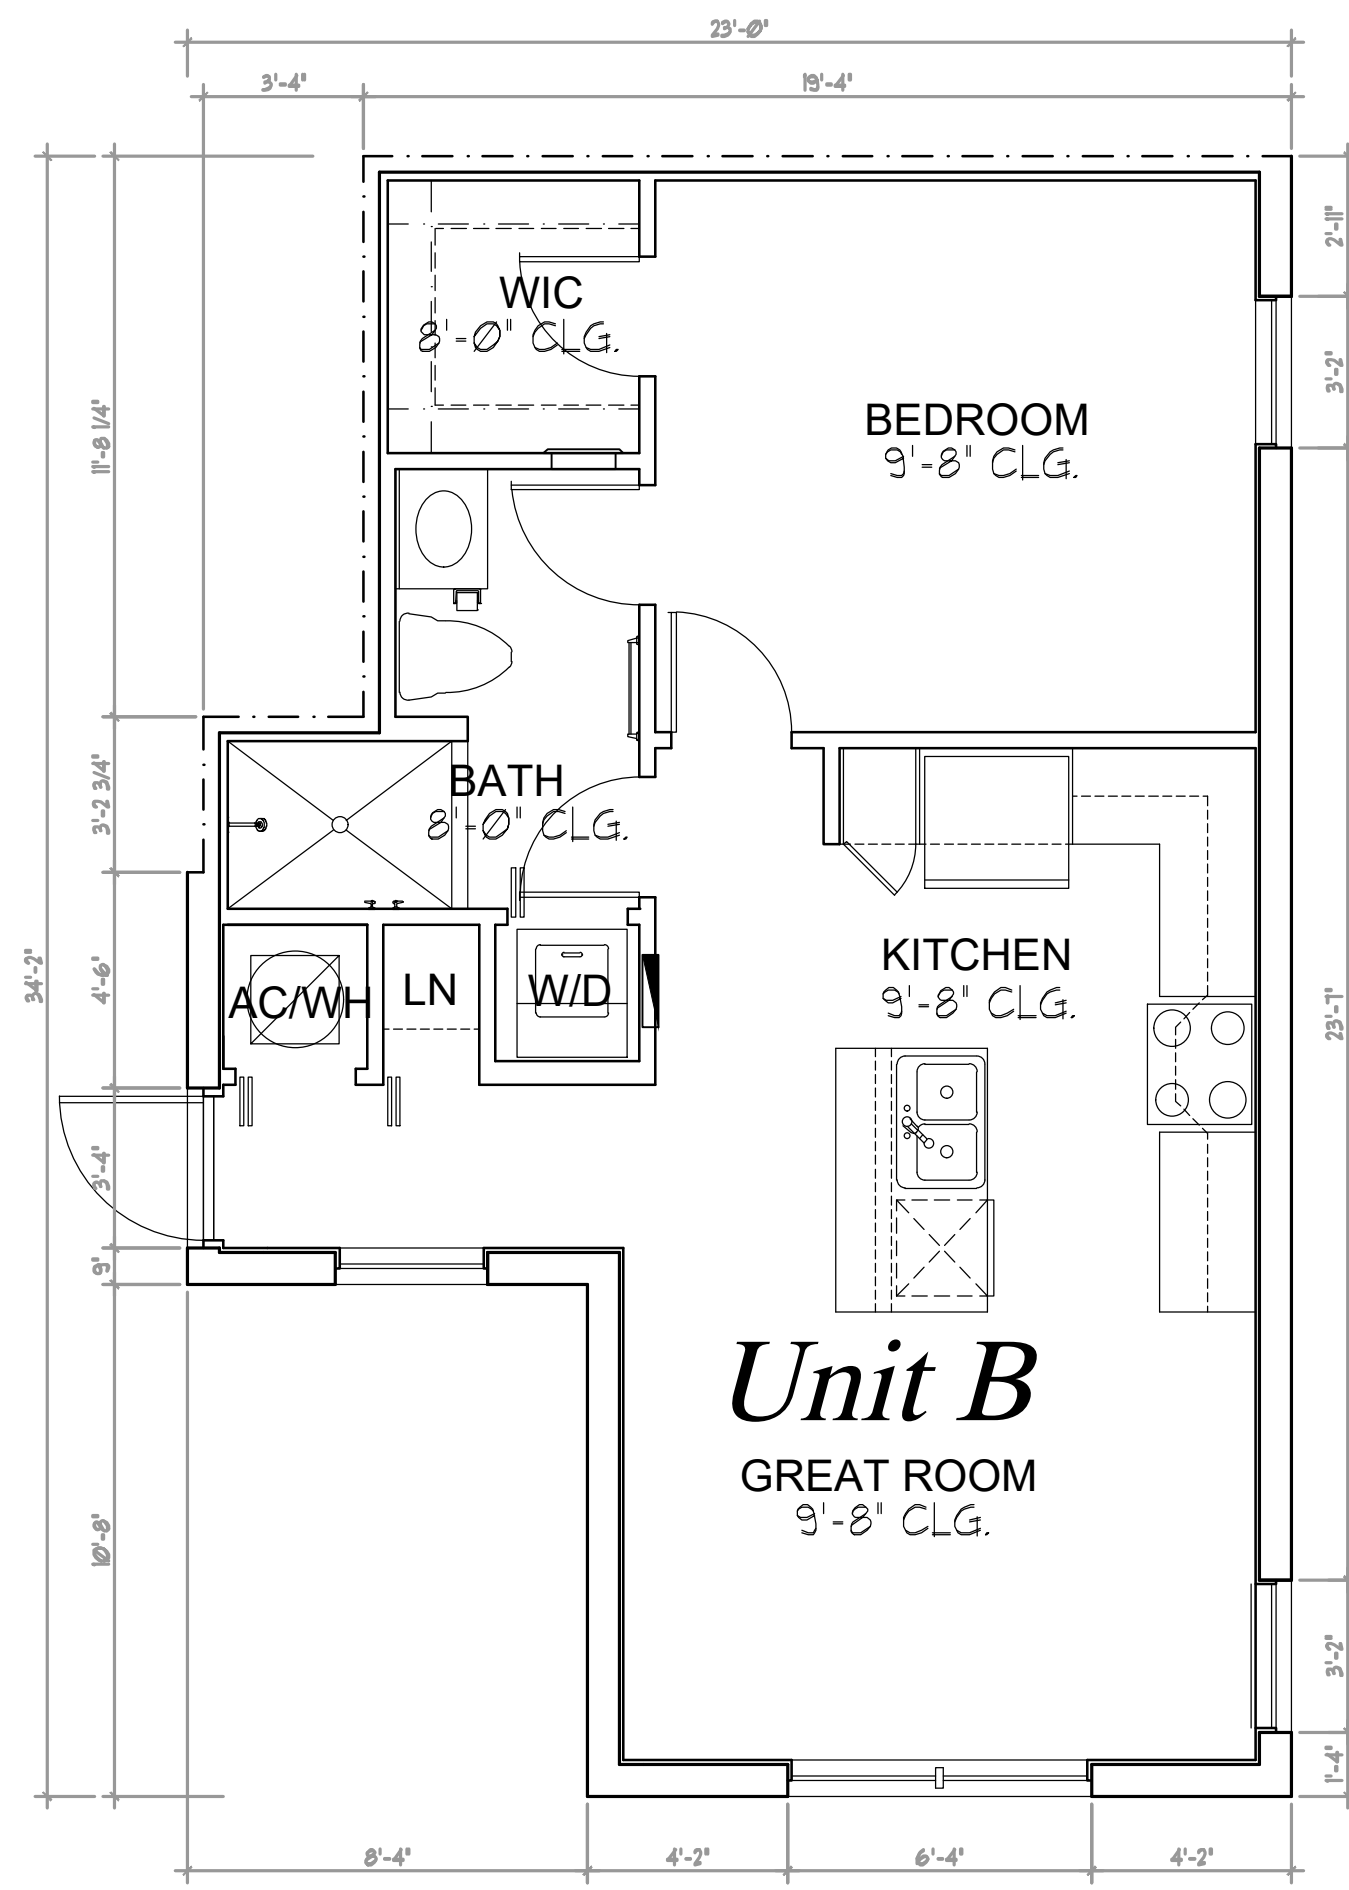 23'-0"
3'-4"
19'-4"
2'-11"
WIC
8'-0" CLG.
3'-2"
BEDROOM
9'-8" CLG.
11'-8 1/4"
BATH
8'-0" CLG.
3'-2 3/4"
34'-2"
4'-6"
AC/WH
LN
W/D
KITCHEN
9'-8" CLG.
23'-7"
3'-4"
9"
Unit B
GREAT ROOM
9'-8" CLG.
10'-8"
3'-2"
1'-4"
8'-4"
4'-2"
6'-4"
4'-2"